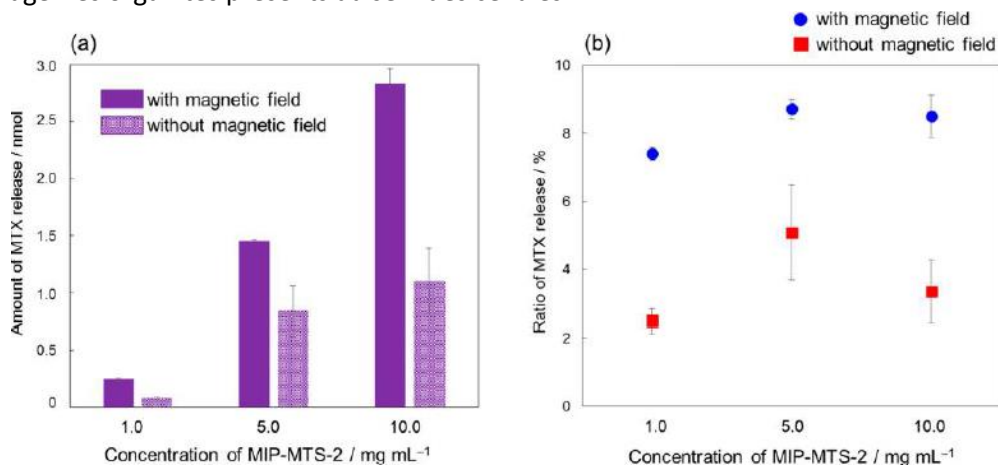 with magnetic field
without magnetic field
(a)
3.0
2.5
2.0
1.5
1.0
0.5
0
Amount of MTX release / nmol
with magnetic field
without magnetic field
1.0 5.0 10.0
Concentration of MIP-MTS-2 / mg mL⁻¹
(b)
10
8
6
4
2
0
Ratio of MTX release / %
1.0 5.0 10.0
Concentration of MIP-MTS-2 / mg mL⁻¹